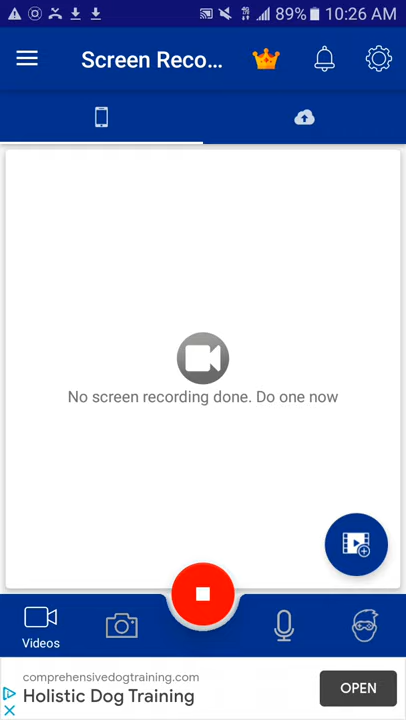 89% 10:26 AM
Screen Reco...
No screen recording done. Do one now
Videos
comprehensivedogtraining.com
Holistic Dog Training
OPEN